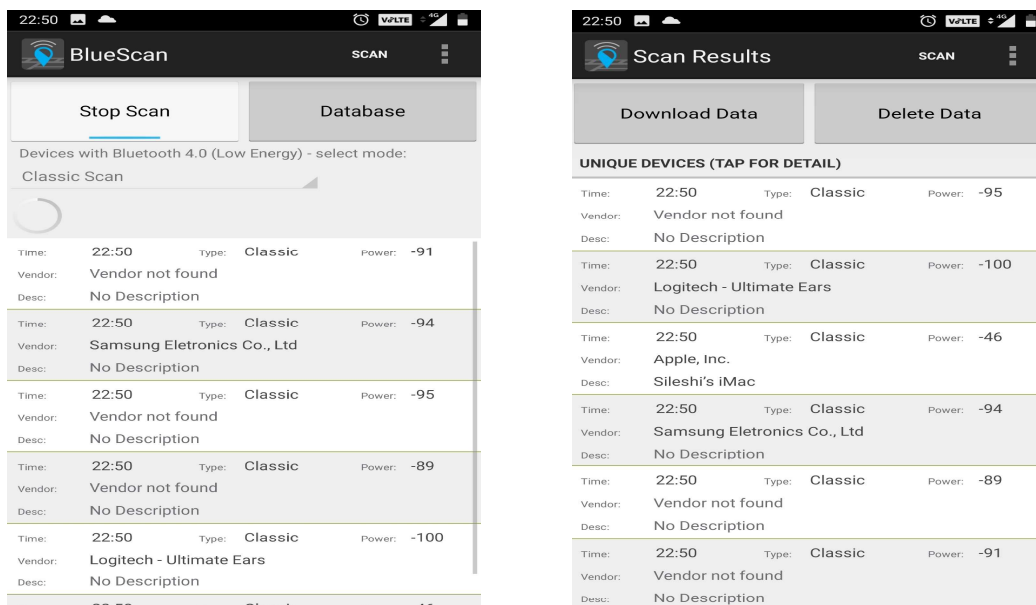 22:50 VoLTE 4G
BlueScan SCAN
Stop Scan Database
Devices with Bluetooth 4.0 (Low Energy) - select mode:
Classic Scan
Time: 22:50 Type: Classic Power: -91
Vendor: Vendor not found
Desc: No Description
Time: 22:50 Type: Classic Power: -94
Vendor: Samsung Eletronics Co., Ltd
Desc: No Description
Time: 22:50 Type: Classic Power: -95
Vendor: Vendor not found
Desc: No Description
Time: 22:50 Type: Classic Power: -89
Vendor: Vendor not found
Desc: No Description
Time: 22:50 Type: Classic Power: -100
Vendor: Logitech - Ultimate Ears
Desc: No Description
22:50 VoLTE 4G
Scan Results SCAN
Download Data Delete Data
UNIQUE DEVICES (TAP FOR DETAIL)
Time: 22:50 Type: Classic Power: -95
Vendor: Vendor not found
Desc: No Description
Time: 22:50 Type: Classic Power: -100
Vendor: Logitech - Ultimate Ears
Desc: No Description
Time: 22:50 Type: Classic Power: -46
Vendor: Apple, Inc.
Desc: Sileshi's iMac
Time: 22:50 Type: Classic Power: -94
Vendor: Samsung Eletronics Co., Ltd
Desc: No Description
Time: 22:50 Type: Classic Power: -89
Vendor: Vendor not found
Desc: No Description
Time: 22:50 Type: Classic Power: -91
Vendor: Vendor not found
Desc: No Description